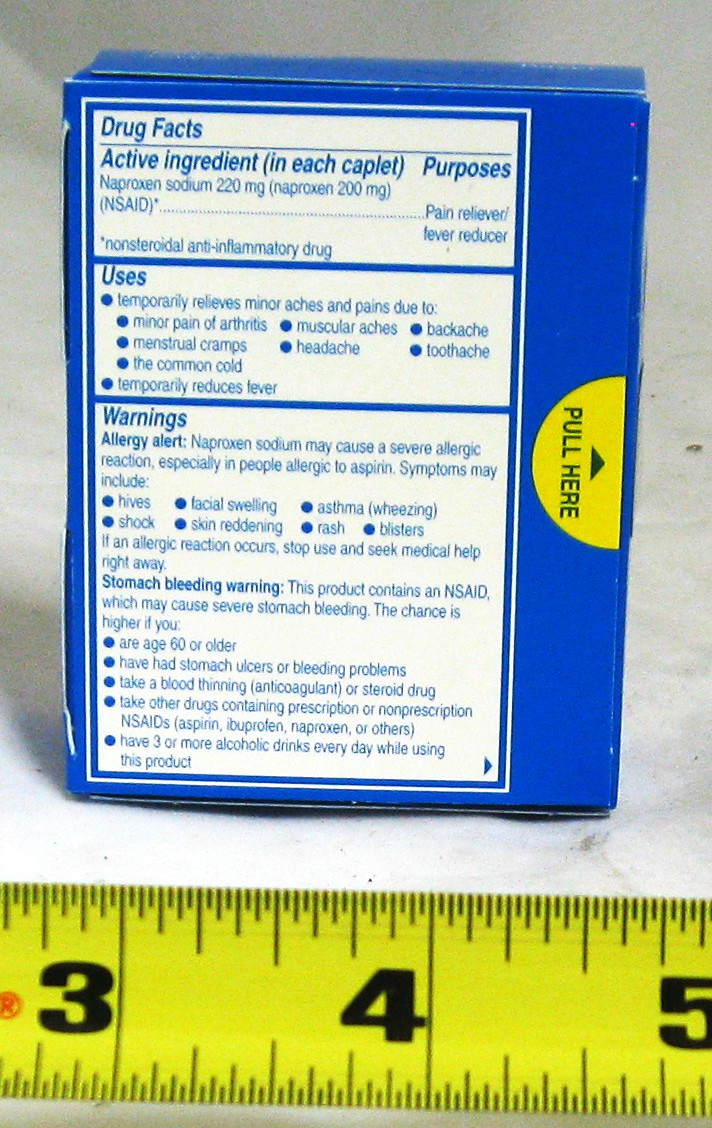 Drug Facts
Active ingredient (in each caplet) Purposes
Naproxen sodium 220 mg (naproxen 200 mg)
(NSAID)*..........................................................Pain reliever/
fever reducer
*nonsteroidal anti-inflammatory drug
Uses
● temporarily relieves minor aches and pains due to:
● minor pain of arthritis ● muscular aches ● backache
● menstrual cramps ● headache ● toothache
● the common cold
● temporarily reduces fever
Warnings
Allergy alert: Naproxen sodium may cause a severe allergic
reaction, especially in people allergic to aspirin. Symptoms may
include:
● hives ● facial swelling ● asthma (wheezing)
● shock ● skin reddening ● rash ● blisters
If an allergic reaction occurs, stop use and seek medical help
right away.
Stomach bleeding warning: This product contains an NSAID,
which may cause severe stomach bleeding. The chance is
higher if you:
● are age 60 or older
● have had stomach ulcers or bleeding problems
● take a blood thinning (anticoagulant) or steroid drug
● take other drugs containing prescription or nonprescription
NSAIDs (aspirin, ibuprofen, naproxen, or others)
● have 3 or more alcoholic drinks every day while using
this product
PULL HERE
® 3 4 5